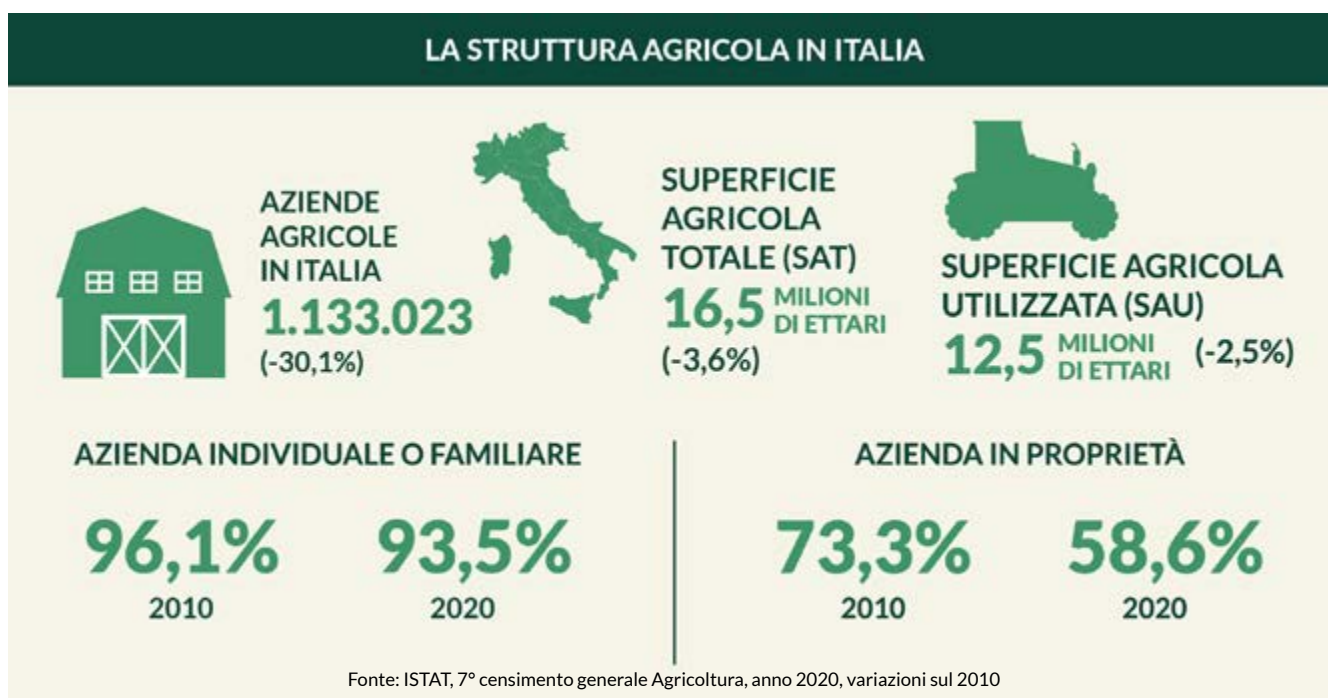 LA STRUTTURA AGRICOLA IN ITALIA
AZIENDE
AGRICOLE
IN ITALIA
1.133.023
(-30,1%)
SUPERFICIE
AGRICOLA
TOTALE (SAT)
16,5 MILIONI
DI ETTARI
(-3,6%)
SUPERFICIE AGRICOLA
UTILIZZATA (SAU)
12,5 MILIONI
DI ETTARI
(-2,5%)
AZIENDA INDIVIDUALE O FAMILIARE
96,1% 93,5%
2010 2020
AZIENDA IN PROPRIETÀ
73,3% 58,6%
2010 2020
Fonte: ISTAT, 7° censimento generale Agricoltura, anno 2020, variazioni sul 2010